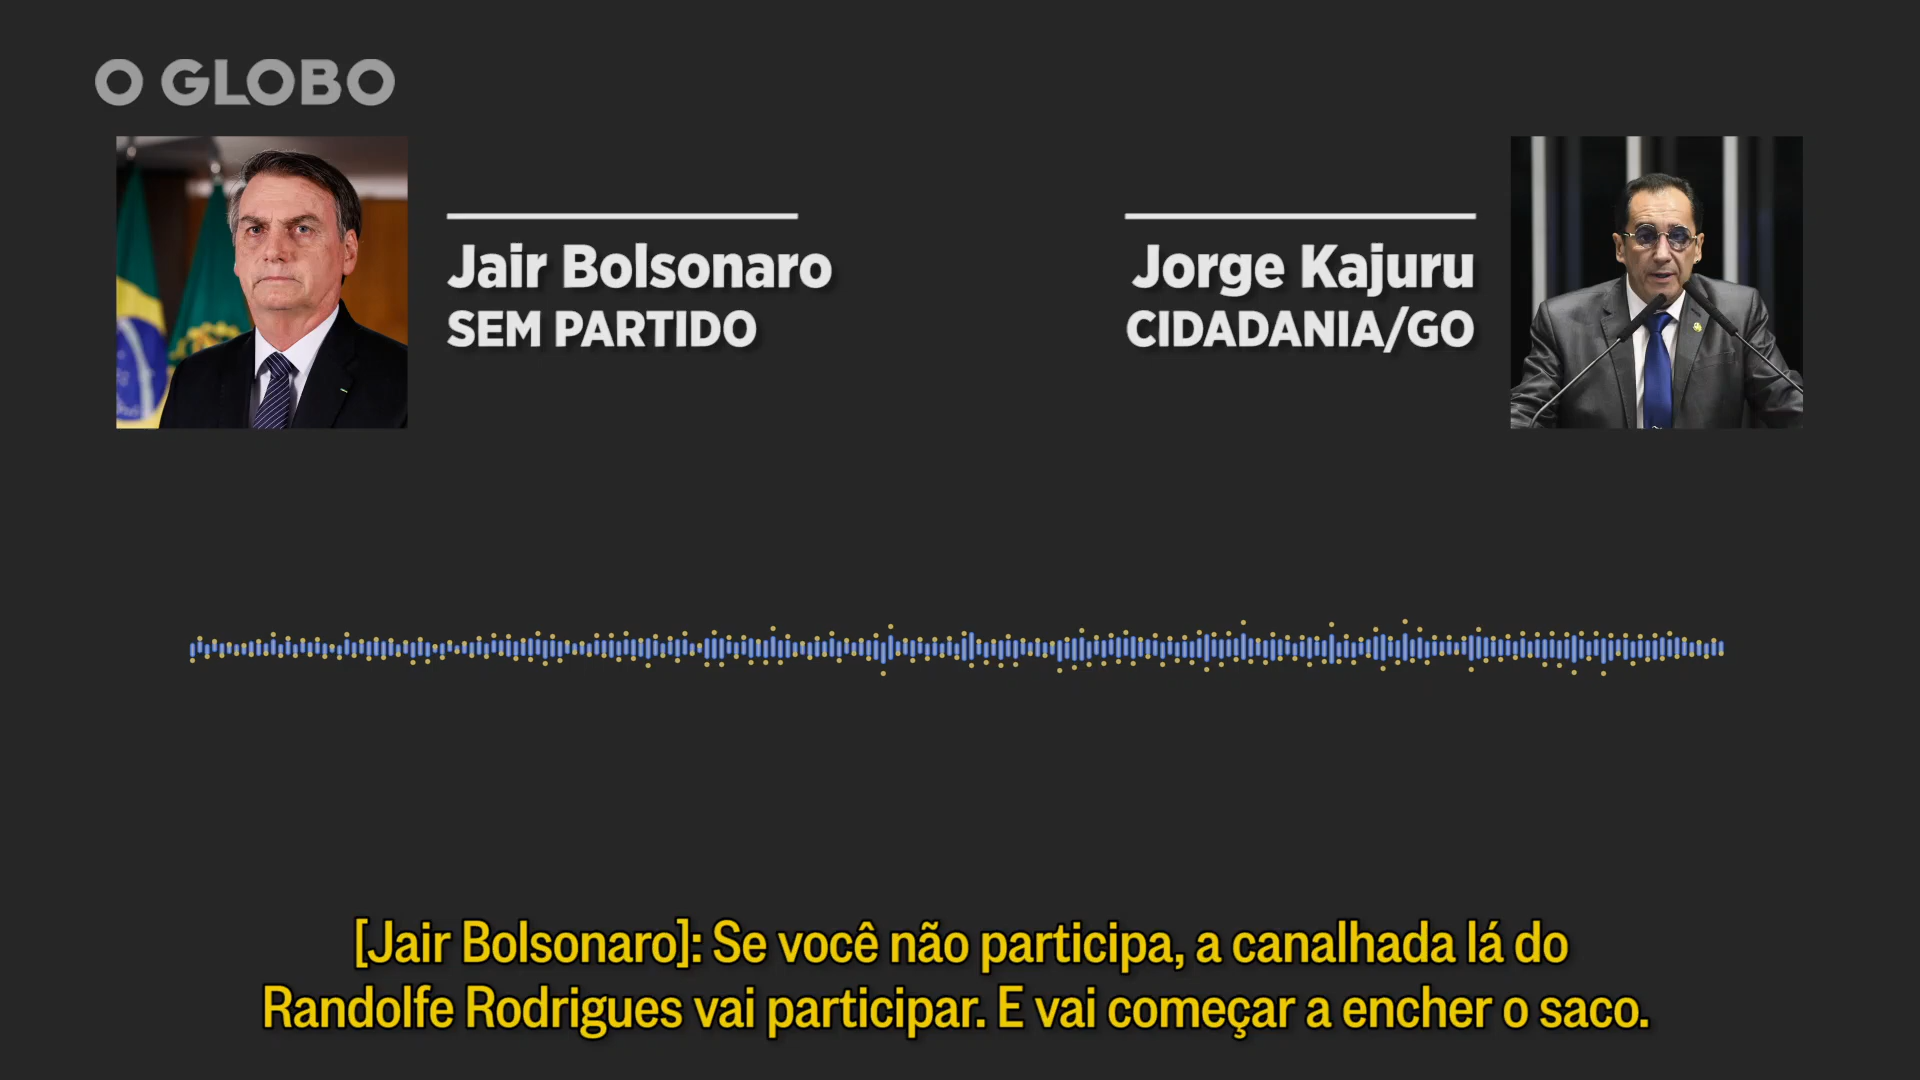 O GLOBO
Jair Bolsonaro
SEM PARTIDO
Jorge Kajuru
CIDADANIA/GO
[Jair Bolsonaro]: Se você não participa, a canalhada lá do
Randolfe Rodrigues vai participar. E vai começar a encher o saco.